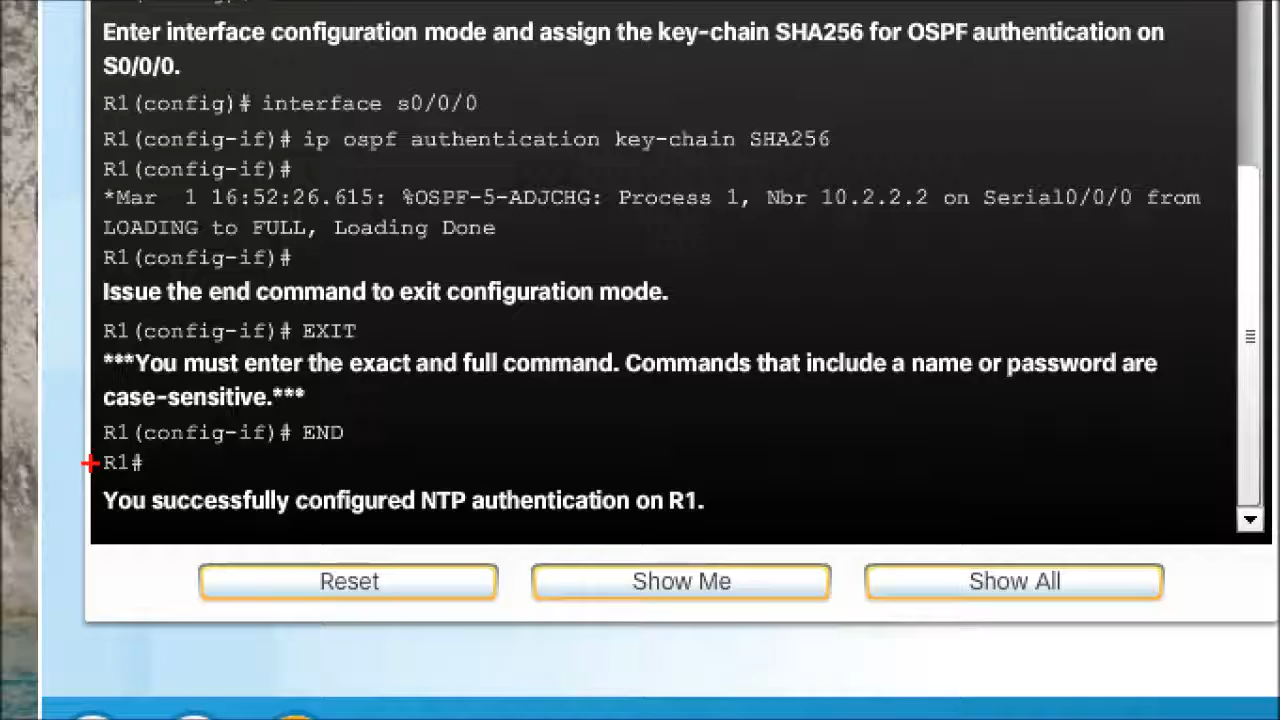 Enter interface configuration mode and assign the key-chain SHA256 for OSPF authentication on
S0/0/0.
R1(config)# interface s0/0/0
R1(config-if)# ip ospf authentication key-chain SHA256
R1(config-if)#
*Mar  1 16:52:26.615: %OSPF-5-ADJCHG: Process 1, Nbr 10.2.2.2 on Serial0/0/0 from
LOADING to FULL, Loading Done
R1(config-if)#
Issue the end command to exit configuration mode.
R1(config-if)# EXIT
***You must enter the exact and full command. Commands that include a name or password are
case-sensitive.***
R1(config-if)# END
R1#
You successfully configured NTP authentication on R1.
Reset
Show Me
Show All